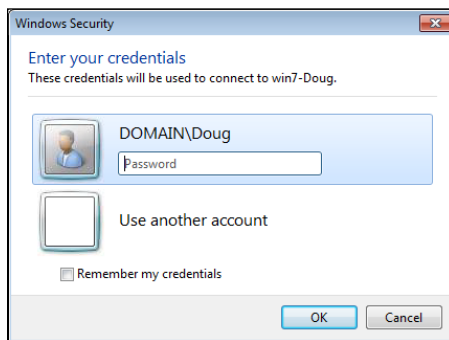 Windows Security
Enter your credentials
These credentials will be used to connect to win7-Doug.
DOMAIN\Doug
Password
Use another account
Remember my credentials
OK
Cancel